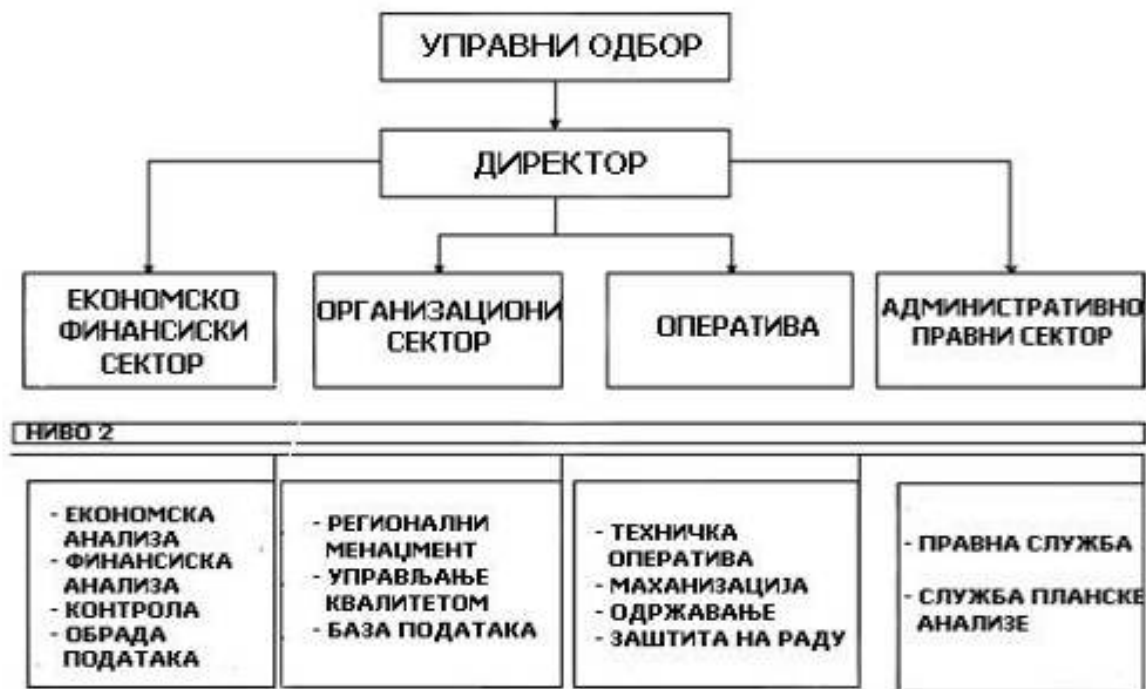 УПРАВНИ ОДБОР
ДИРЕКТОР
ЕКОНОМСКО
ФИНАНСИСКИ
СЕКТОР
ОРГАНИЗАЦИОНИ
СЕКТОР
ОПЕРАТИВА
АДМИНИСТРАТИВНО
ПРАВНИ СЕКТОР
НИВО 2
- ЕКОНОМСКА
АНАЛИЗА
- ФИНАНСИСКА
АНАЛИЗА
- КОНТРОЛА
- ОБРАДА
ПОДАТАКА
- РЕГИОНАЛНИ
МЕНАЏМЕНТ
- УПРАВЉАЊЕ
КВАЛИТЕТОМ
- БАЗА ПОДАТАКА
- ТЕХНИЧКА
ОПЕРАТИВА
- МАХАНИЗАЦИЈА
- ОДРЖАВАЊЕ
- ЗАШТИТА НА РАДУ
- ПРАВНА СЛУЖБА
- СЛУЖБА ПЛАНСКЕ
АНАЛИЗЕ